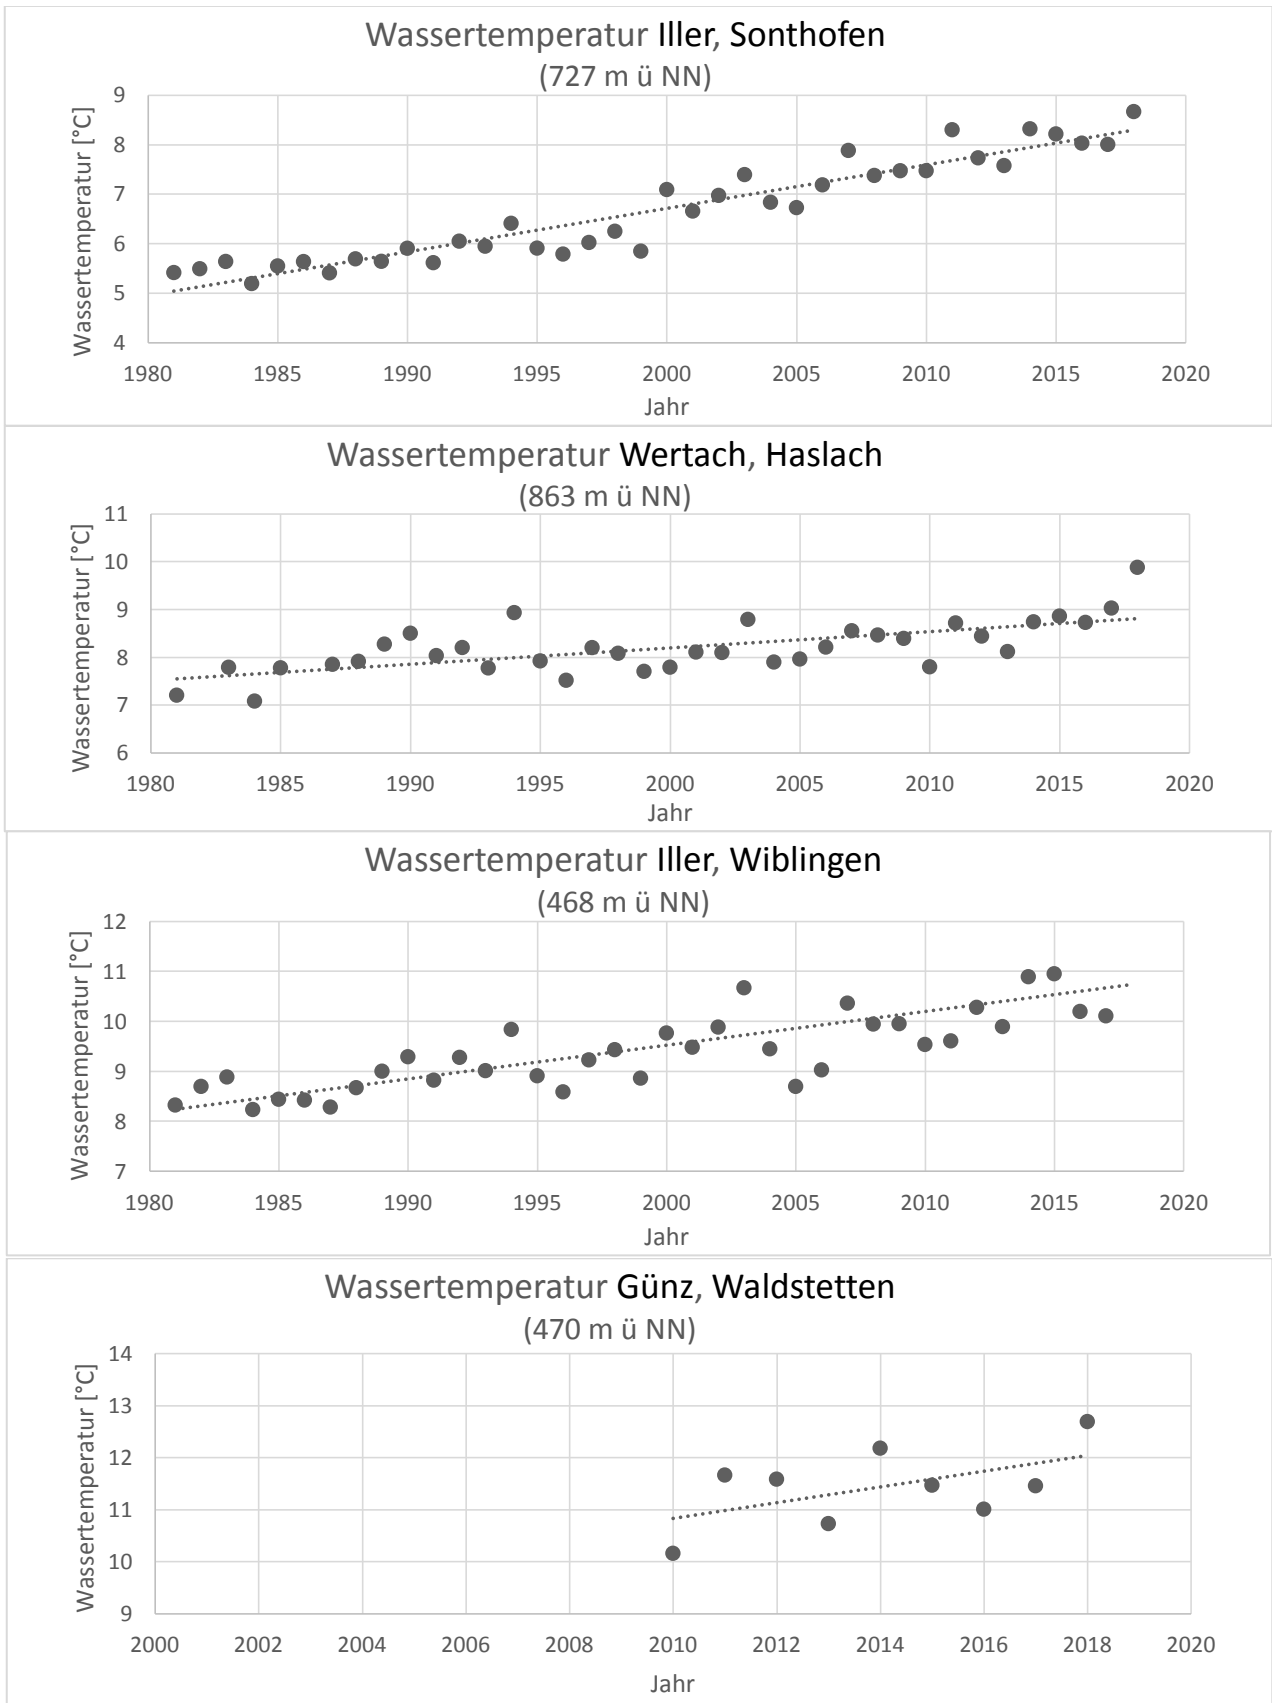 Wassertemperatur Iller, Sonthofen
(727 m ü NN)
Wassertemperatur [°C]
9
8
7
6
5
4
1980 1985 1990 1995 2000 2005 2010 2015 2020
Jahr
Wassertemperatur Wertach, Haslach
(863 m ü NN)
Wassertemperatur [°C]
11
10
9
8
7
6
1980 1985 1990 1995 2000 2005 2010 2015 2020
Jahr
Wassertemperatur Iller, Wiblingen
(468 m ü NN)
Wassertemperatur [°C]
12
11
10
9
8
7
1980 1985 1990 1995 2000 2005 2010 2015 2020
Jahr
Wassertemperatur Günz, Waldstetten
(470 m ü NN)
Wassertemperatur [°C]
14
13
12
11
10
9
2000 2002 2004 2006 2008 2010 2012 2014 2016 2018 2020
Jahr